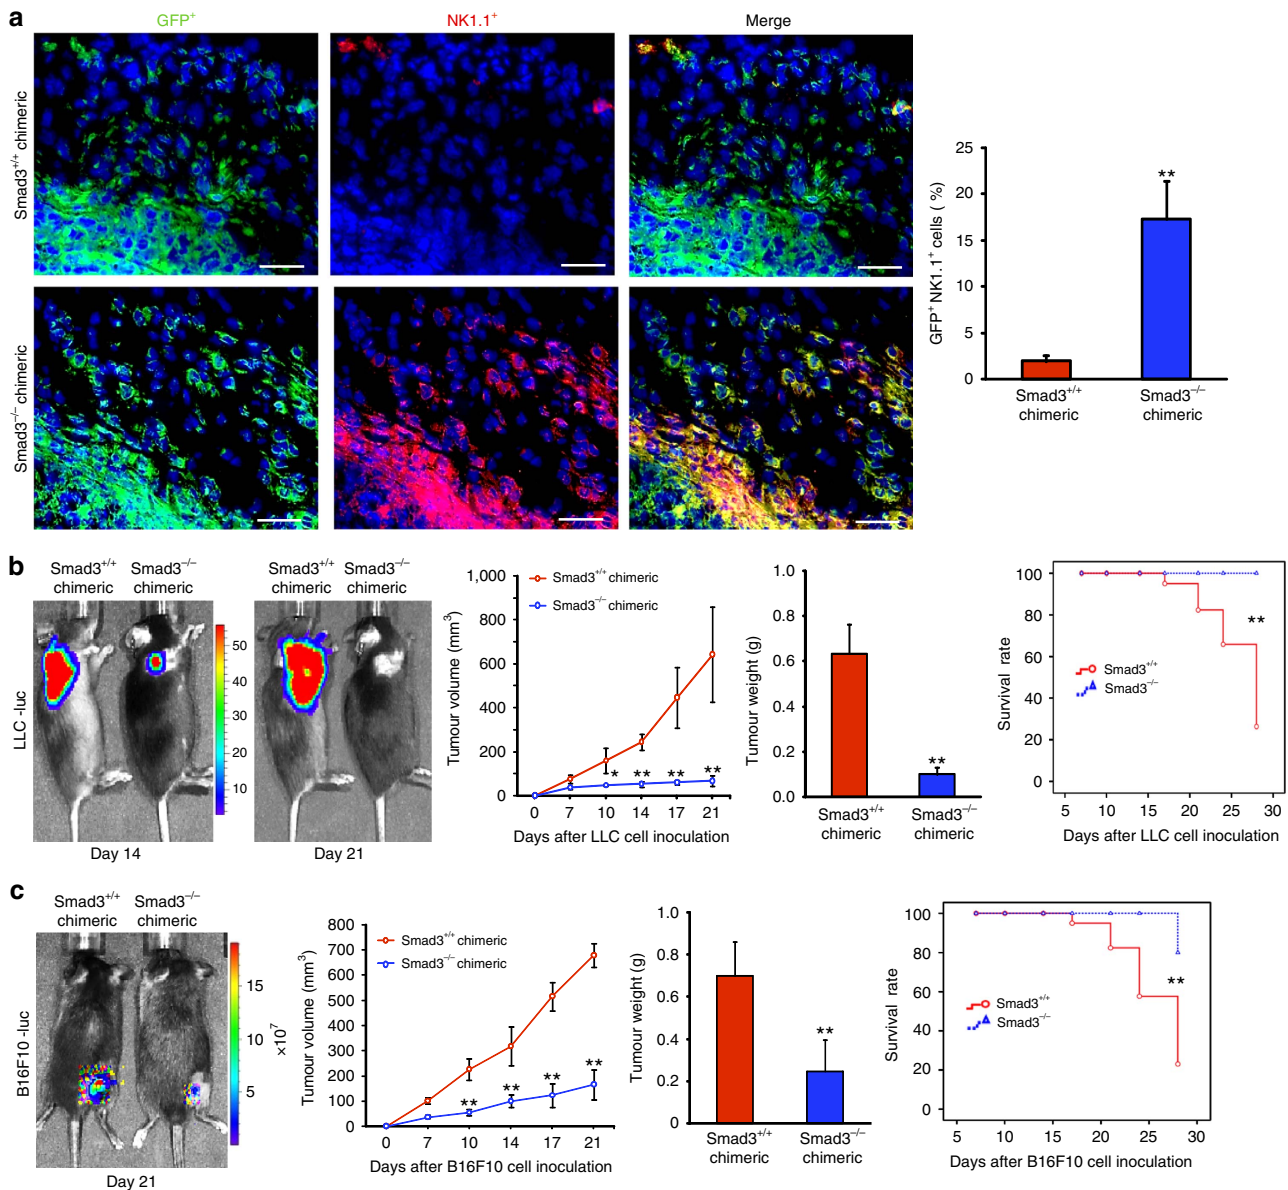 a
GFP⁺
NK1.1⁺
Merge
Smad3⁺/⁺ chimeric
Smad3⁻/⁻ chimeric
GFP⁺ NK1.1⁺ cells ( %)
25
20
15
10
5
0
**
Smad3⁺/⁺
chimeric
Smad3⁻/⁻
chimeric
b
Smad3⁺/⁺
chimeric
Smad3⁻/⁻
chimeric
Smad3⁺/⁺
chimeric
Smad3⁻/⁻
chimeric
LLC -luc
50
40
30
20
10
Day 14
Day 21
Tumour volume (mm³)
1,000
800
600
400
200
0
Smad3⁺/⁺ chimeric
Smad3⁻/⁻ chimeric
* ** ** **
0 7 10 14 17 21
Days after LLC cell inoculation
Tumour weight (g)
1.0
0.8
0.6
0.4
0.2
0.0
**
Smad3⁺/⁺
chimeric
Smad3⁻/⁻
chimeric
Survival rate
100
80
60
40
20
0
**
Smad3⁺/⁺
Smad3⁻/⁻
5 10 15 20 25 30
Days after LLC cell inoculation
c
Smad3⁺/⁺
chimeric
Smad3⁻/⁻
chimeric
B16F10 -luc
15
10
5
×10⁷
Day 21
Tumour volume (mm³)
800
700
600
500
400
300
200
100
0
Smad3⁺/⁺ chimeric
Smad3⁻/⁻ chimeric
** ** ** **
0 7 10 14 17 21
Days after B16F10 cell inoculation
Tumour weight (g)
1.0
0.8
0.6
0.4
0.2
0
**
Smad3⁺/⁺
chimeric
Smad3⁻/⁻
chimeric
Survival rate
100
80
60
40
20
0
**
Smad3⁺/⁺
Smad3⁻/⁻
5 10 15 20 25 30
Days after B16F10 cell inoculation